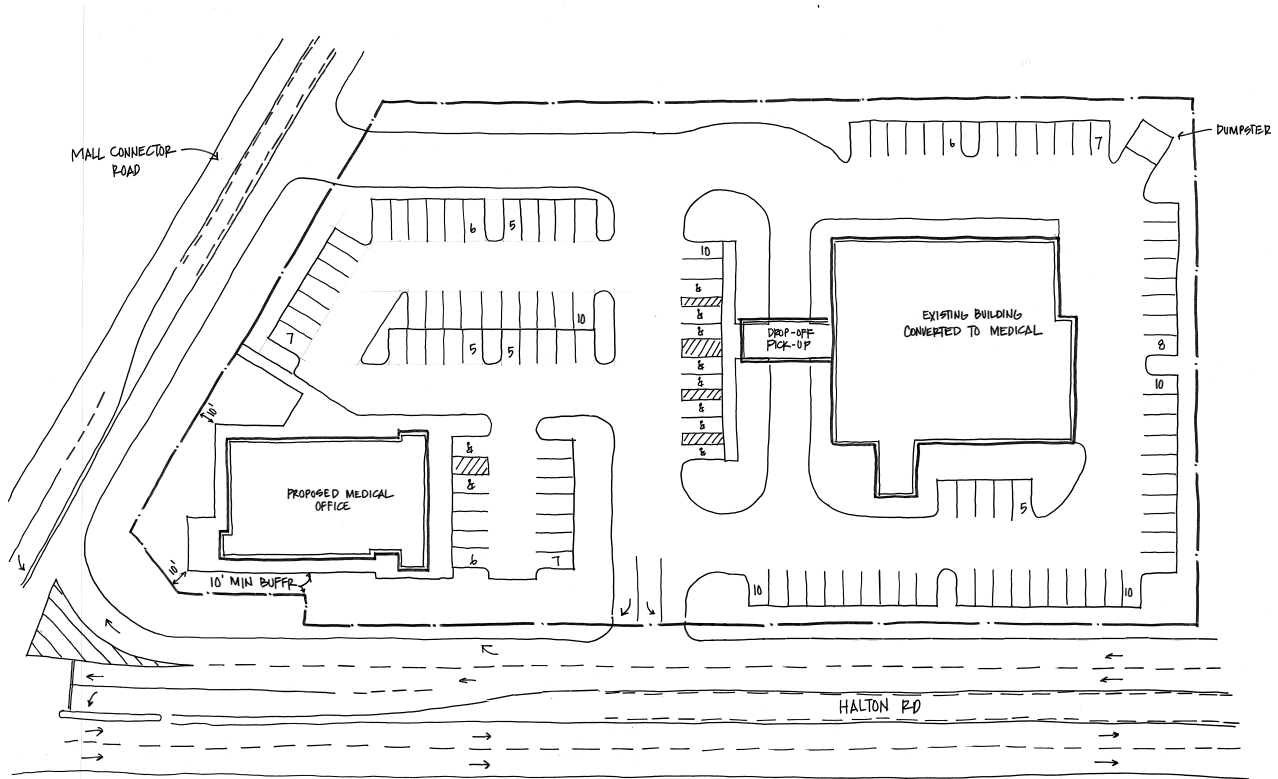 MALL CONNECTOR
ROAD
DUMPSTER
6
7
6
5
10
10
7
5
5
&
&
&
&
&
&
&
DROP-OFF
PICK-UP
EXISTING BUILDING
CONVERTED TO MEDICAL
8
10
10'
&
&
PROPOSED MEDICAL
OFFICE
5
6
7
10'
10' MIN BUFFR.
10
10
HALTON RD